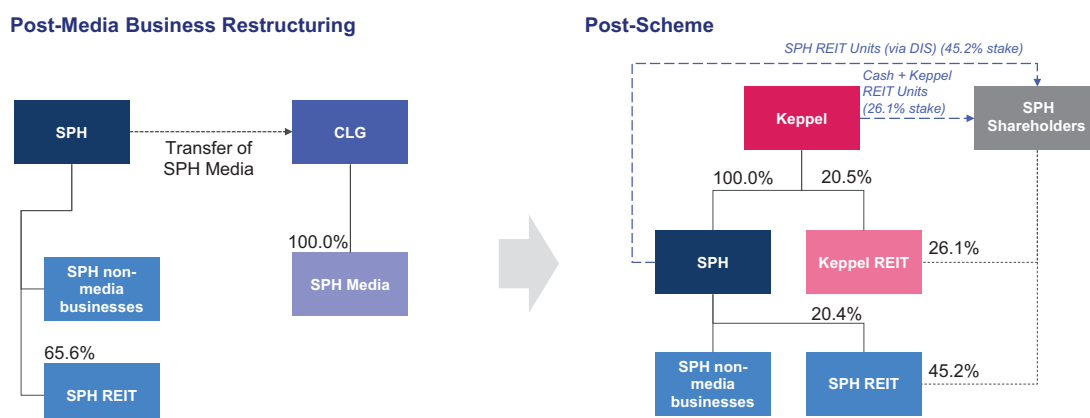 Post-Media Business Restructuring
SPH
CLG
Transfer of
SPH Media
100.0%
SPH Media
SPH non-
media
businesses
65.6%
SPH REIT
Post-Scheme
SPH REIT Units (via DIS) (45.2% stake)
Cash + Keppel
REIT Units
(26.1% stake)
Keppel
SPH
Shareholders
100.0%
20.5%
SPH
Keppel REIT
26.1%
20.4%
SPH non-
media
businesses
SPH REIT
45.2%